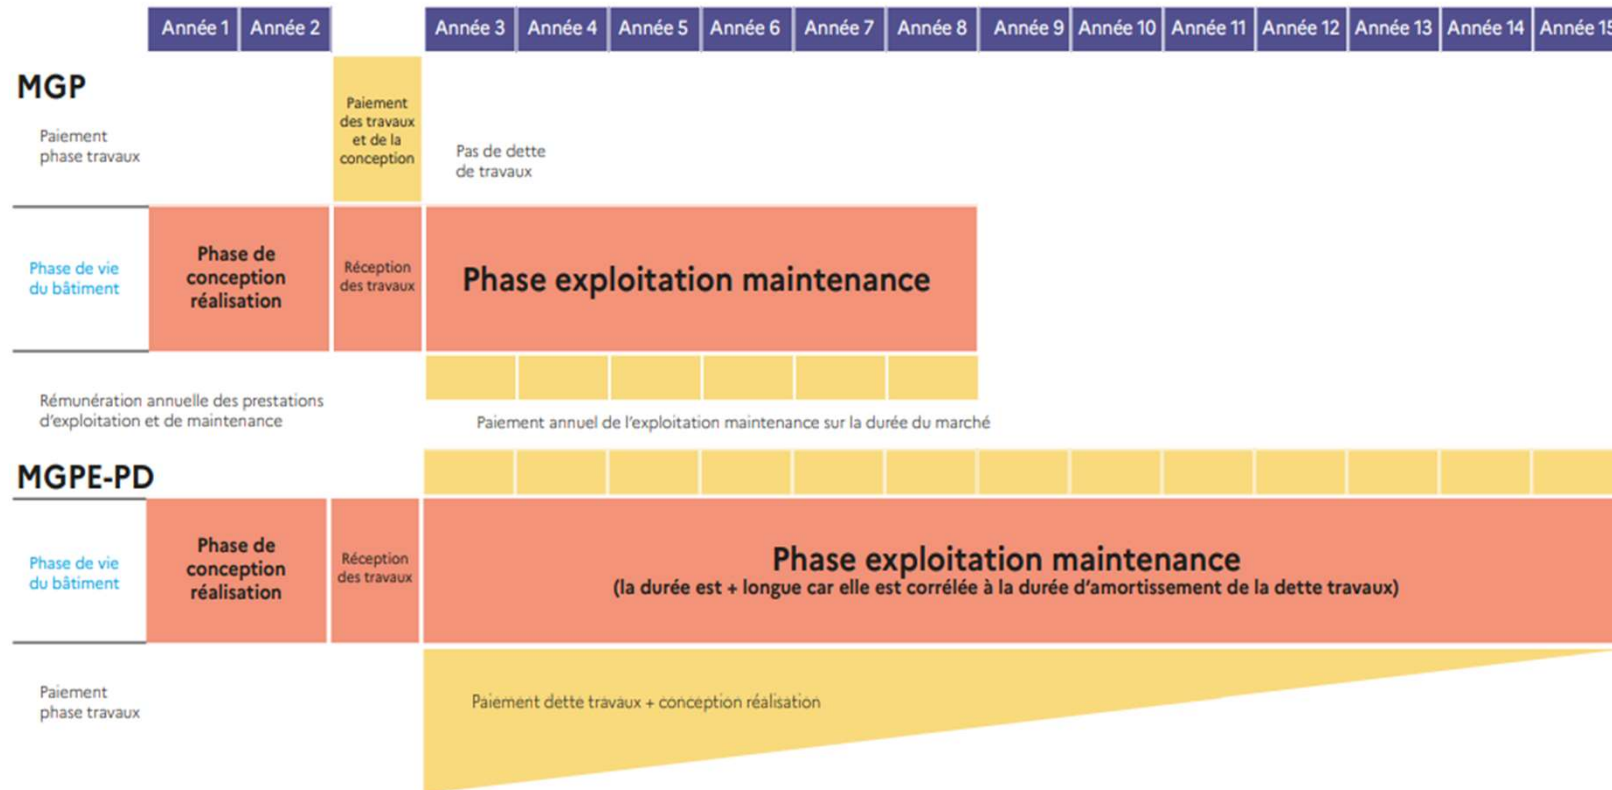 Année 1 Année 2 Année 3 Année 4 Année 5 Année 6 Année 7 Année 8 Année 9 Année 10 Année 11 Année 12 Année 13 Année 14 Année 15
MGP
Paiement
phase travaux
Paiement
des travaux
et de la
conception
Pas de dette
de travaux
Phase de vie
du bâtiment
Phase de
conception
réalisation
Réception
des travaux
Phase exploitation maintenance
Rémunération annuelle des prestations
d'exploitation et de maintenance
Paiement annuel de l'exploitation maintenance sur la durée du marché
MGPE-PD
Phase de vie
du bâtiment
Phase de
conception
réalisation
Réception
des travaux
Phase exploitation maintenance
(la durée est + longue car elle est corrélée à la durée d'amortissement de la dette travaux)
Paiement
phase travaux
Paiement dette travaux + conception réalisation